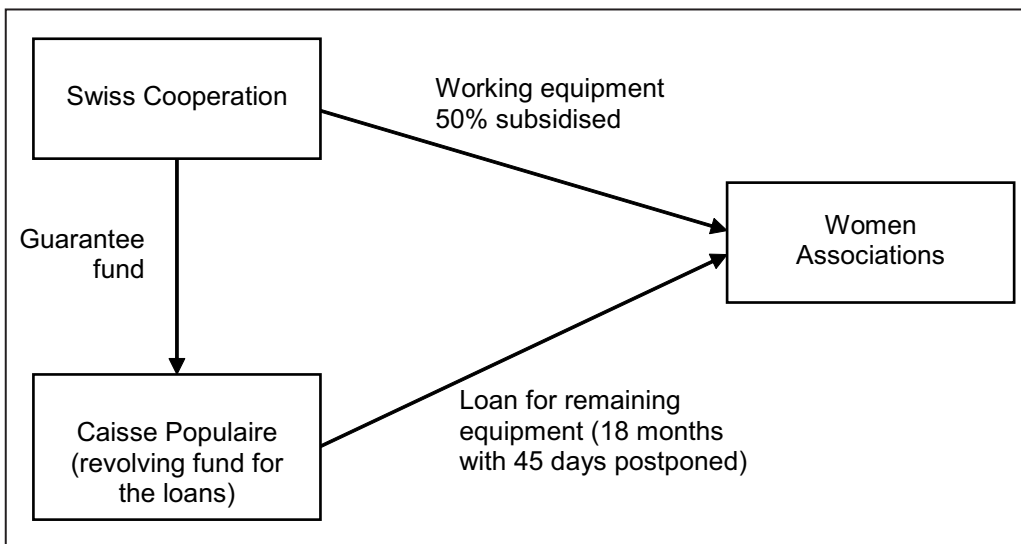 Swiss Cooperation
Working equipment
50% subsidised
Women
Associations
Guarantee
fund
Caisse Populaire
(revolving fund for
the loans)
Loan for remaining
equipment (18 months
with 45 days postponed)